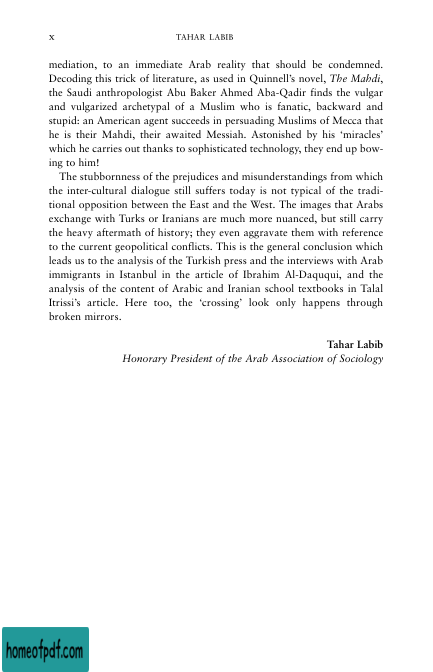 x
TAHAR LABIB
mediation, to an immediate Arab reality that should be condemned.
Decoding this trick of literature, as used in Quinnell's novel, The Mahdi,
the Saudi anthropologist Abu Baker Ahmed Aba-Qadir finds the vulgar
and vulgarized archetypal of a Muslim who is fanatic, backward and
stupid: an American agent succeeds in persuading Muslims of Mecca that
he is their Mahdi, their awaited Messiah. Astonished by his 'miracles'
which he carries out thanks to sophisticated technology, they end up bow-
ing to him!
The stubbornness of the prejudices and misunderstandings from which
the inter-cultural dialogue still suffers today is not typical of the tradi-
tional opposition between the East and the West. The images that Arabs
exchange with Turks or Iranians are much more nuanced, but still carry
the heavy aftermath of history; they even aggravate them with reference
to the current geopolitical conflicts. This is the general conclusion which
leads us to the analysis of the Turkish press and the interviews with Arab
immigrants in Istanbul in the article of Ibrahim Al-Daququi, and the
analysis of the content of Arabic and Iranian school textbooks in Talal
Itrissi's article. Here too, the 'crossing' look only happens through
broken mirrors.
Tahar Labib
Honorary President of the Arab Association of Sociology
homeofpdf.com